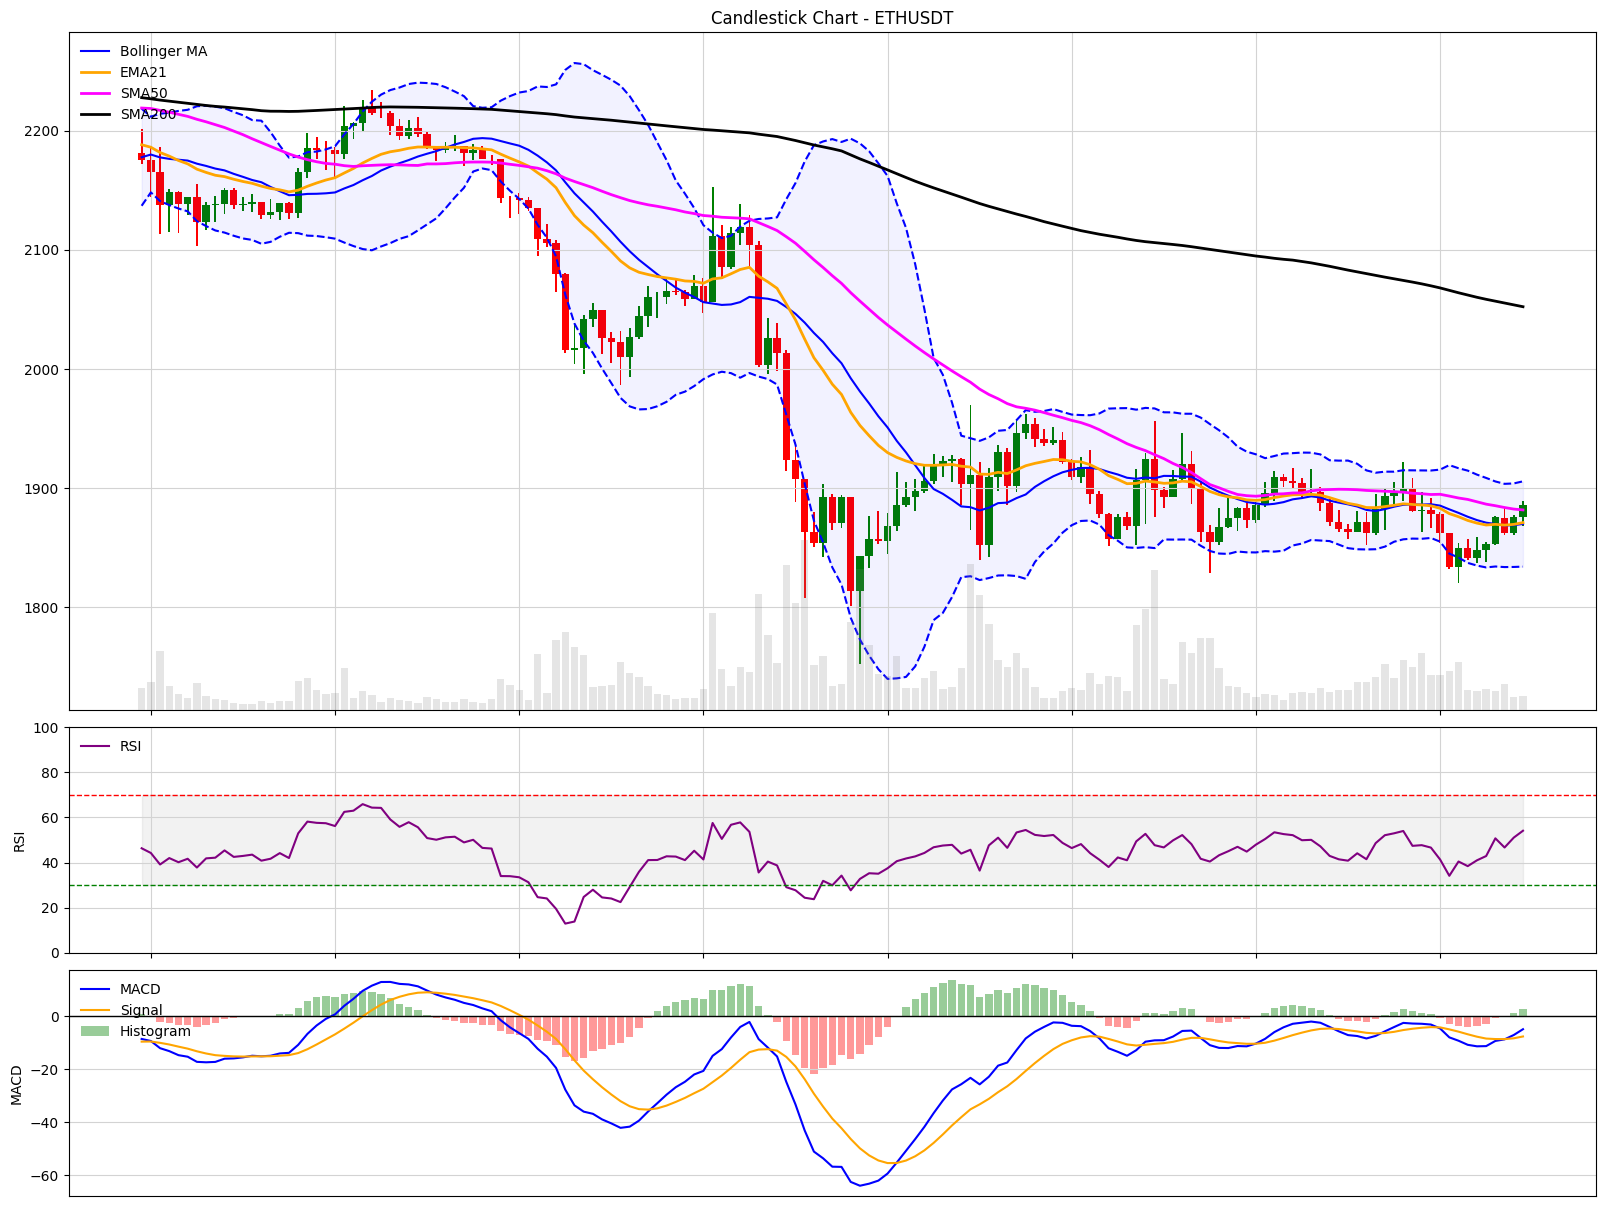 Candlestick Chart - ETHUSDT
Bollinger MA
EMA21
SMA50
SMA200
2200
2100
2000
1900
1800
RSI
100
80
60
40
20
0
RSI
MACD
Signal
Histogram
0
−20
−40
−60
MACD